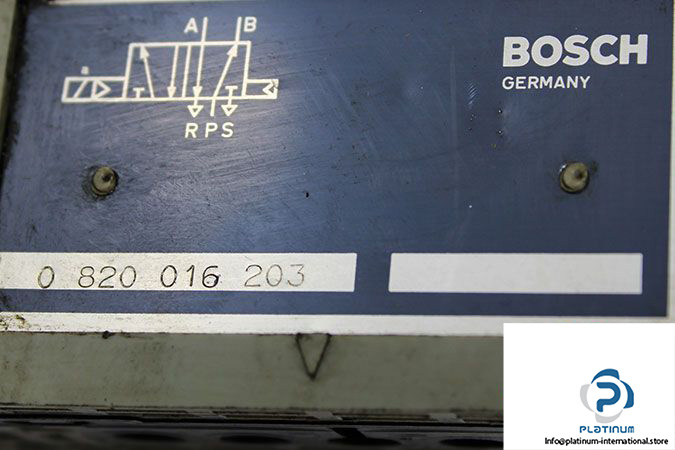 A B
a
R P S
BOSCH
GERMANY
0 820 016 203
PLATINUM
Info@platinum-international.store